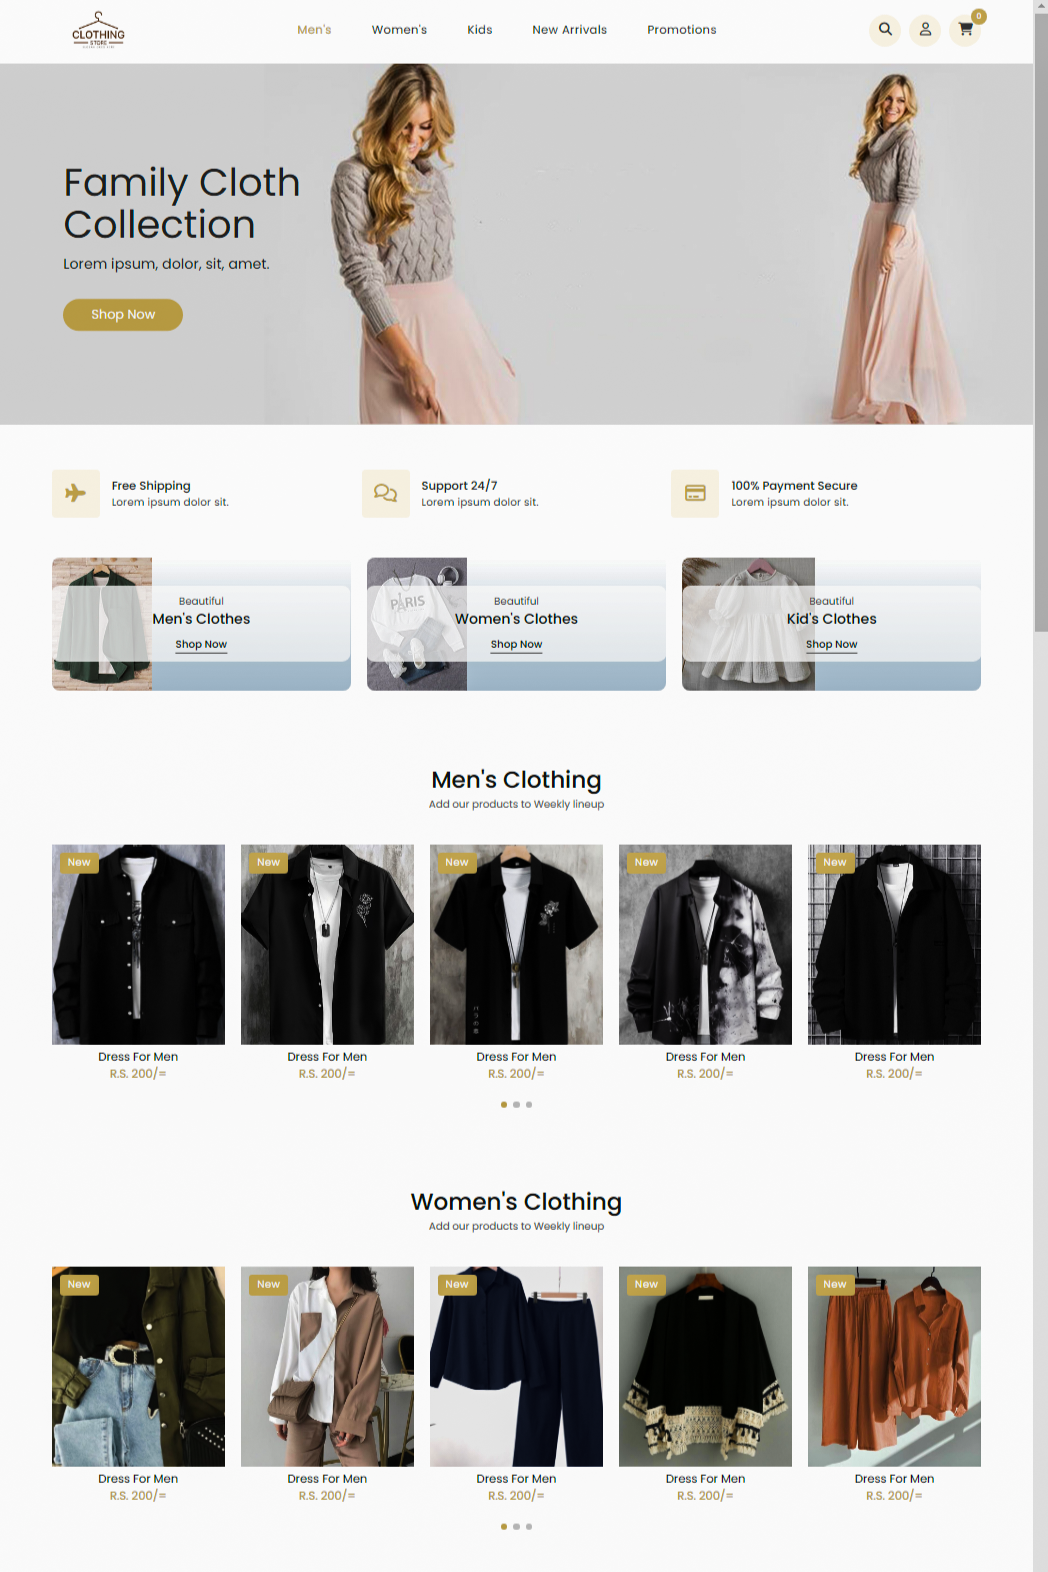 CLOTHING
STORE
Men's Women's Kids New Arrivals Promotions
0
Family Cloth
Collection
Lorem ipsum, dolor, sit, amet.
Shop Now
Free Shipping
Lorem ipsum dolor sit.
Support 24/7
Lorem ipsum dolor sit.
100% Payment Secure
Lorem ipsum dolor sit.
Beautiful
Men's Clothes
Shop Now
PARIS
Beautiful
Women's Clothes
Shop Now
Beautiful
Kid's Clothes
Shop Now
Men's Clothing
Add our products to Weekly lineup
New New New New New
Dress For Men Dress For Men Dress For Men Dress For Men Dress For Men
R.S. 200/= R.S. 200/= R.S. 200/= R.S. 200/= R.S. 200/=
Women's Clothing
Add our products to Weekly lineup
New New New New New
Dress For Men Dress For Men Dress For Men Dress For Men Dress For Men
R.S. 200/= R.S. 200/= R.S. 200/= R.S. 200/= R.S. 200/=